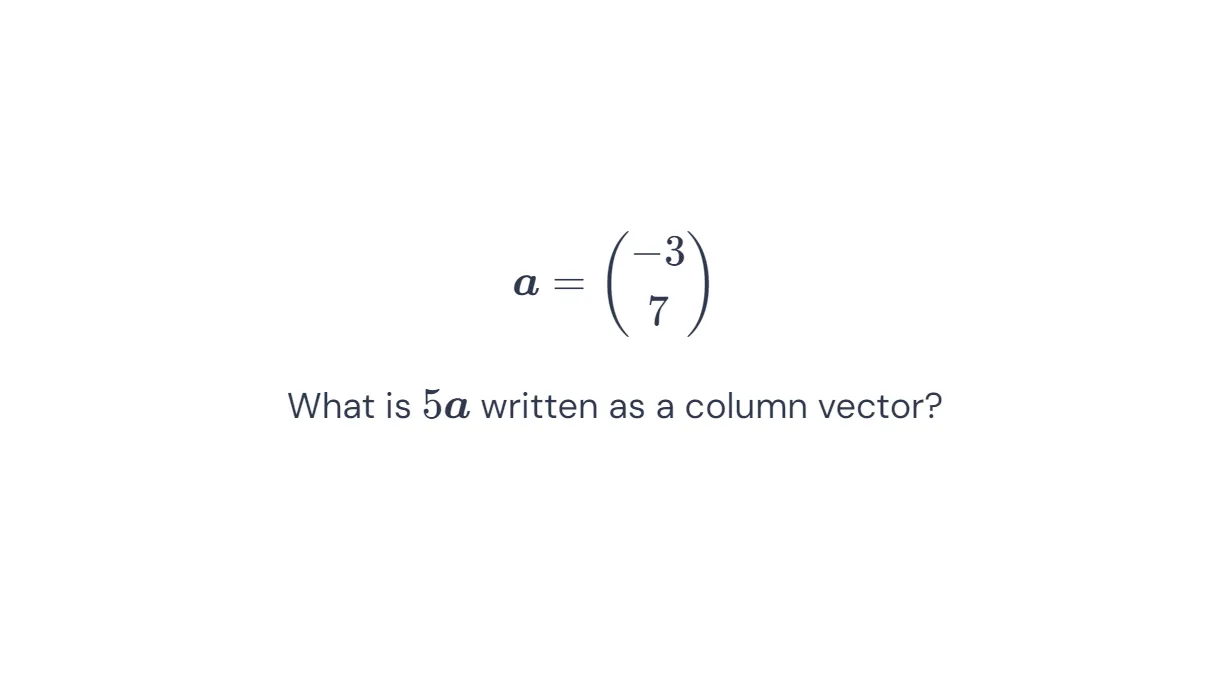 a = (−3
7)
What is 5a written as a column vector?